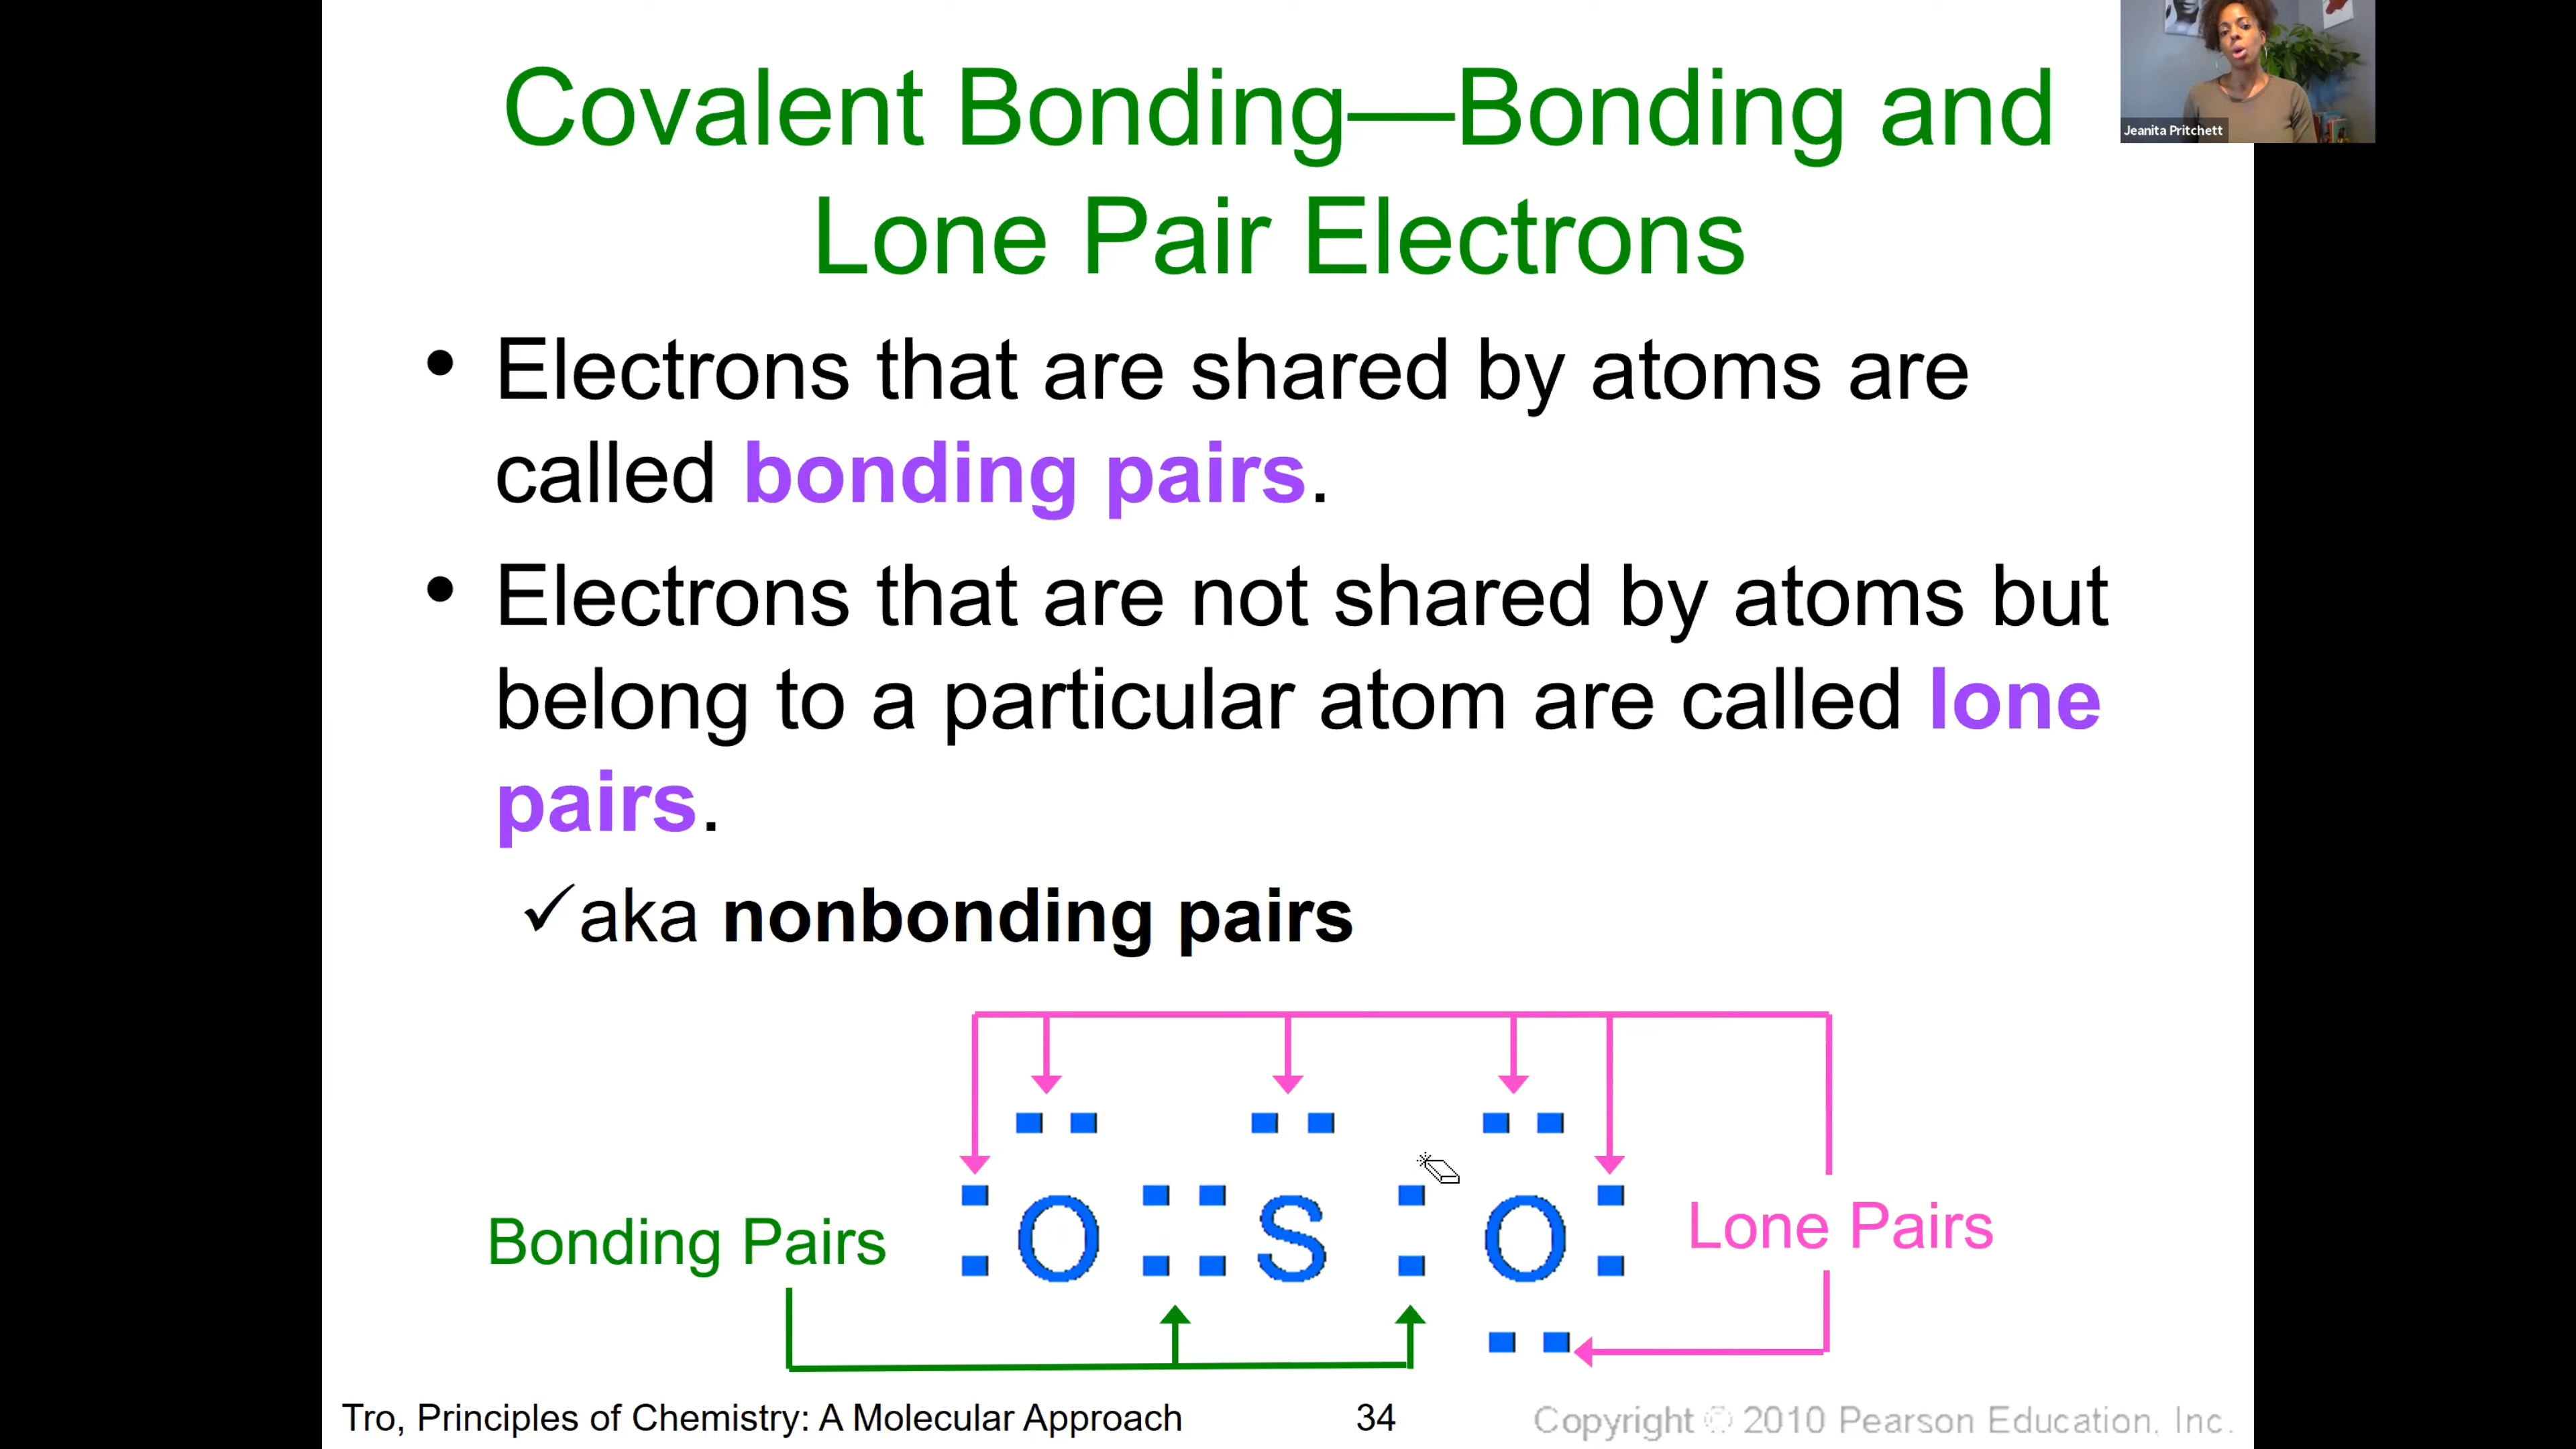 Covalent Bonding—Bonding and
Lone Pair Electrons
Jeanita Pritchett
• Electrons that are shared by atoms are
called bonding pairs.
• Electrons that are not shared by atoms but
belong to a particular atom are called lone
pairs.
✓aka nonbonding pairs
Bonding Pairs
O S O
Lone Pairs
Tro, Principles of Chemistry: A Molecular Approach
34
Copyright © 2010 Pearson Education, Inc.